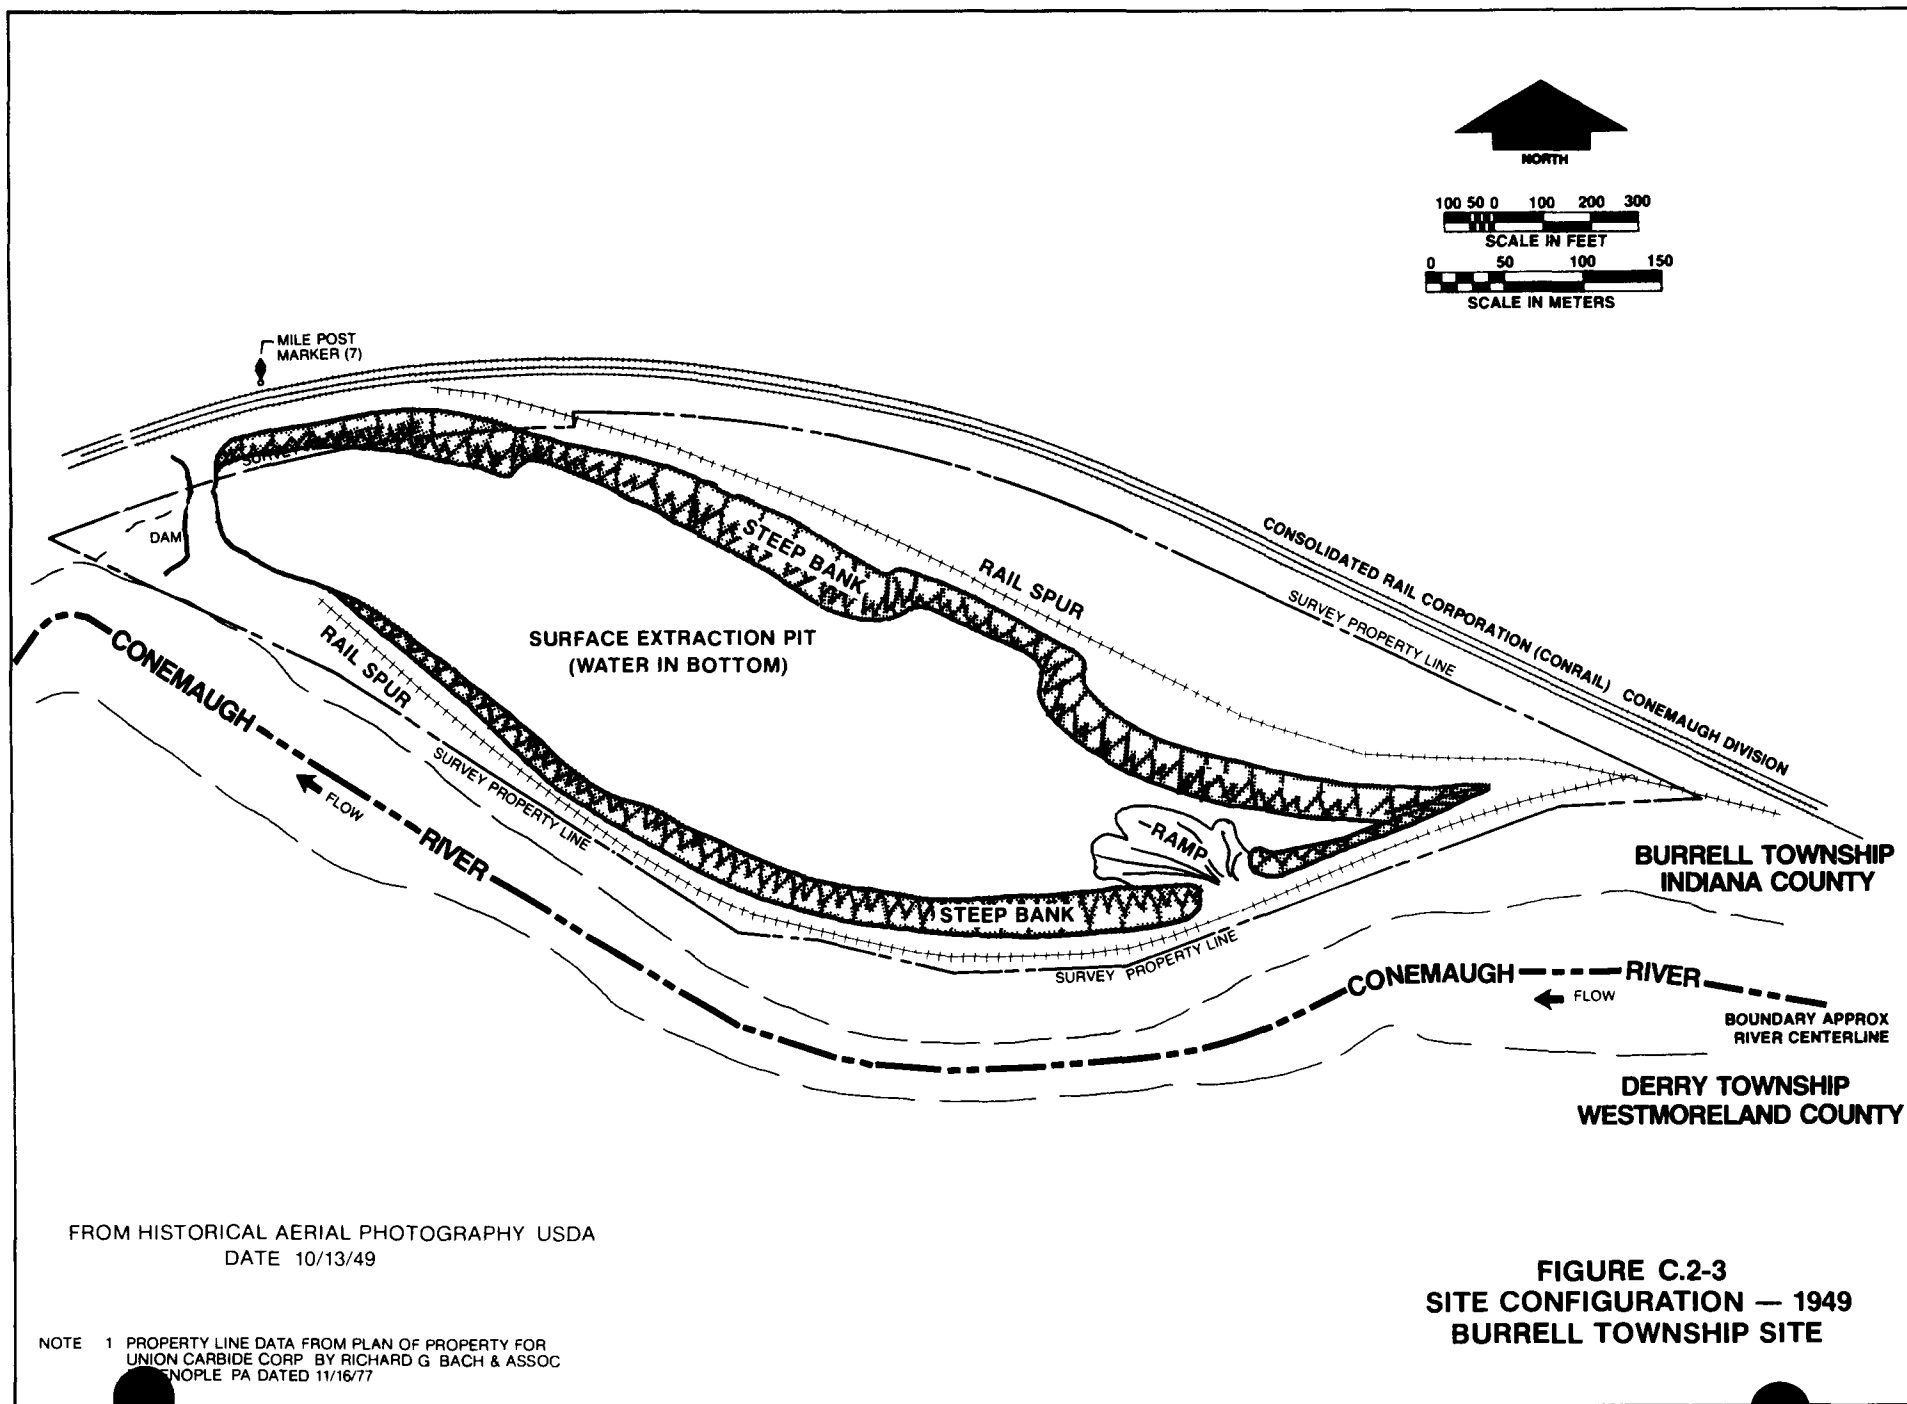 NORTH
100 50 0 100 200 300
SCALE IN FEET
0 50 100 150
SCALE IN METERS
MILE POST
MARKER (7)
SURVEY
DAM
STEEP BANK
RAIL SPUR
CONSOLIDATED RAIL CORPORATION (CONRAIL) CONEMAUGH DIVISION
SURVEY PROPERTY LINE
SURFACE EXTRACTION PIT
(WATER IN BOTTOM)
RAIL SPUR
CONEMAUGH RIVER
FLOW
SURVEY PROPERTY LINE
RAMP
STEEP BANK
SURVEY PROPERTY LINE
BURRELL TOWNSHIP
INDIANA COUNTY
CONEMAUGH RIVER
FLOW
BOUNDARY APPROX
RIVER CENTERLINE
DERRY TOWNSHIP
WESTMORELAND COUNTY
FROM HISTORICAL AERIAL PHOTOGRAPHY USDA
DATE 10/13/49
FIGURE C.2-3
SITE CONFIGURATION — 1949
BURRELL TOWNSHIP SITE
NOTE 1 PROPERTY LINE DATA FROM PLAN OF PROPERTY FOR
UNION CARBIDE CORP BY RICHARD G BACH & ASSOC
PA DATED 11/16/77